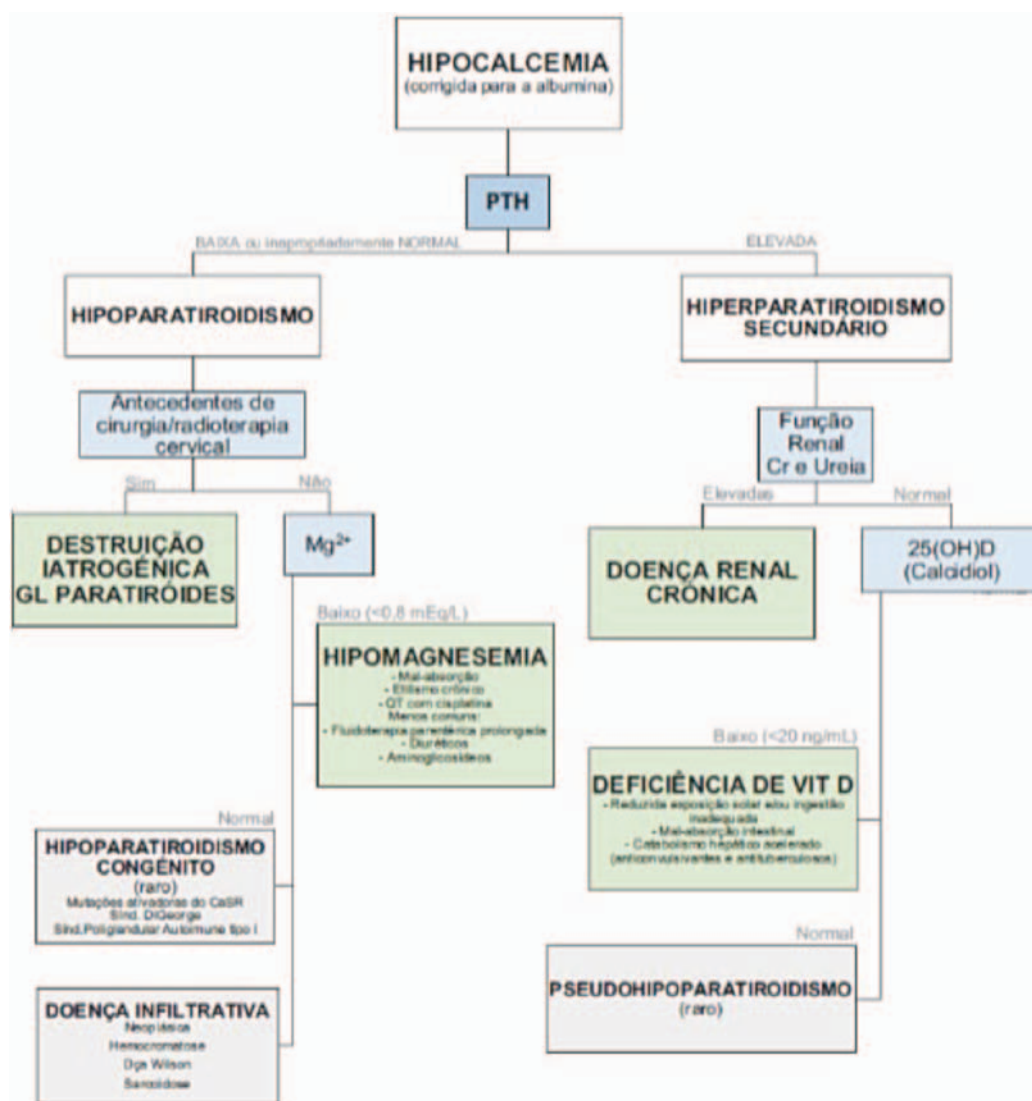 HIPOCALCEMIA
(corrigida para a albumina)
PTH
BAIXA ou inapropriadamente NORMAL
ELEVADA
HIPOPARATIROIDISMO
HIPERPARATIROIDISMO
SECUNDÁRIO
Antecedentes de
cirurgia/radioterapia
cervical
Função
Renal
Cr e Ureia
Sim
Não
Elevadas
Normal
DESTRUIÇÃO
IATROGÉNICA
GL PARATIRÓIDES
Mg2+
DOENÇA RENAL
CRÔNICA
25(OH)D
(Calcidiol)
Normal
Baixo (<0,8 mEq/L)
HIPOMAGNESEMIA
- Mal-absorção
- Etilismo crônico
- QT com cisplatina
Menos comuns:
- Fluidoterapia parentérica prolongada
- Diuréticos
- Aminoglicosídeos
Baixo (<20 ng/mL)
DEFICIÊNCIA DE VIT D
- Reduzida exposição solar e/ou ingestão
inadequada
- Mal-absorção intestinal
- Catabolismo hepático acelerado
(anticonvulsivantes e antituberculosos)
Normal
HIPOPARATIROIDISMO
CONGÉNITO
(raro)
Mutações ativadoras do CaSR
Sínd. DiGeorge
Sínd.Poliglandular Autoimune tipo I
Normal
PSEUDOHIPOPARATIROIDISMO
(raro)
DOENÇA INFILTRATIVA
Neoplásica
Hemocromatose
Dça Wilson
Sarcoidose